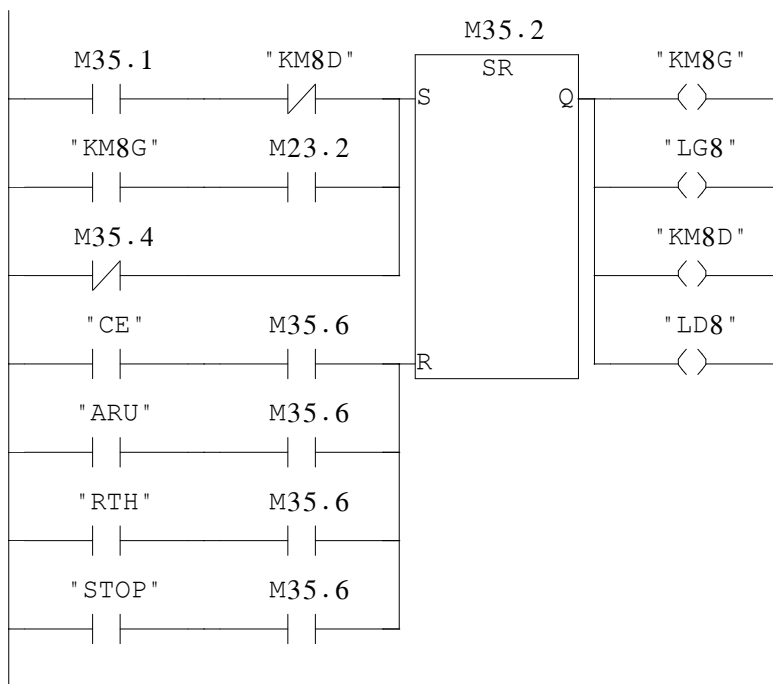 M35.2
M35.1 "KM8D" SR "KM8G"
S Q
"KM8G" M23.2 "LG8"
M35.4 "KM8D"
"CE" M35.6 "LD8"
R
"ARU" M35.6
"RTH" M35.6
"STOP" M35.6